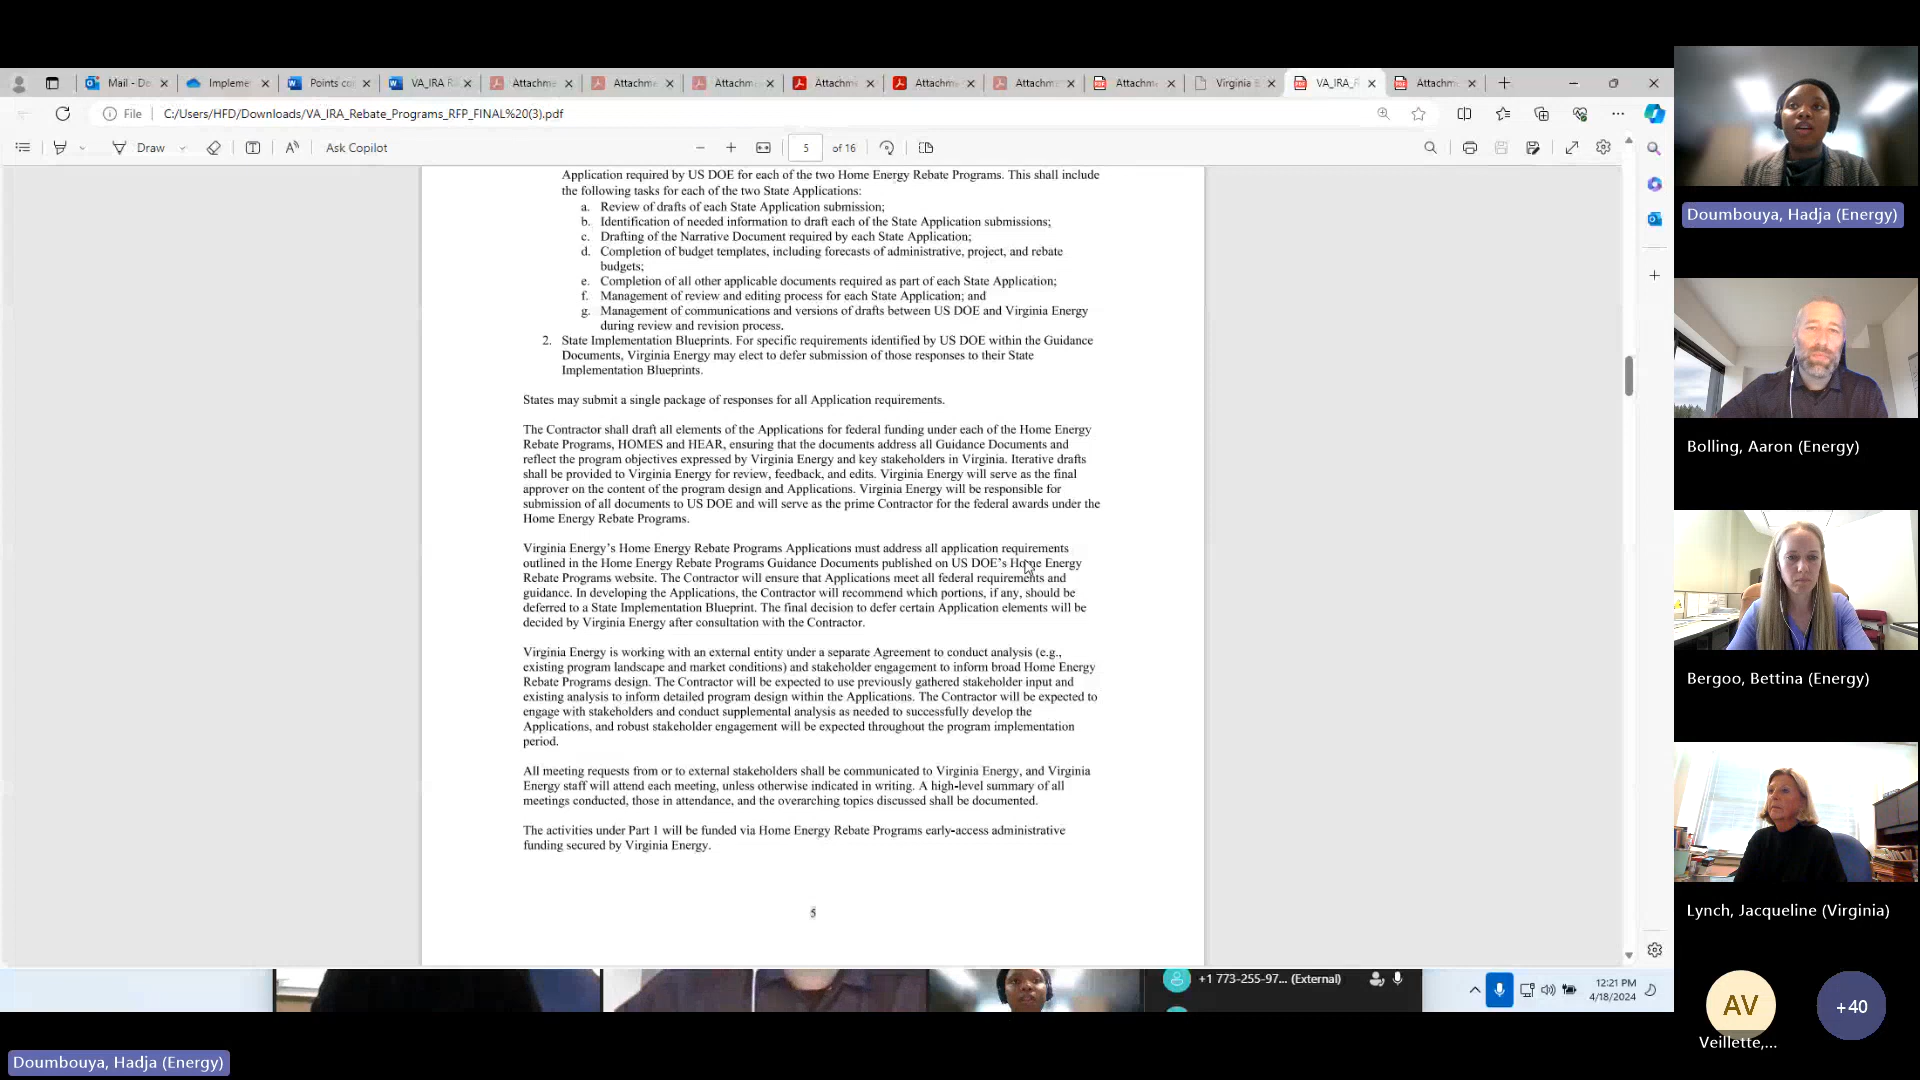 Mail - De
Impleme
Points co
VA_IRA R
Attachme
Attachme
Attachme
Attachme
Attachme
Attachme
Attachme
Virginia E
VA_IRA_F
Attachme
File C:/Users/HFD/Downloads/VA_IRA_Rebate_Programs_RFP_FINAL%20(3).pdf
Draw
Ask Copilot
5 of 16
Application required by US DOE for each of the two Home Energy Rebate Programs. This shall include
the following tasks for each of the two State Applications:
a. Review of drafts of each State Application submission;
b. Identification of needed information to draft each of the State Application submissions;
c. Drafting of the Narrative Document required by each State Application;
d. Completion of budget templates, including forecasts of administrative, project, and rebate
budgets;
e. Completion of all other applicable documents required as part of each State Application;
f. Management of review and editing process for each State Application; and
g. Management of communications and versions of drafts between US DOE and Virginia Energy
during review and revision process.
2. State Implementation Blueprints. For specific requirements identified by US DOE within the Guidance
Documents, Virginia Energy may elect to defer submission of those responses to their State
Implementation Blueprints.
States may submit a single package of responses for all Application requirements.
The Contractor shall draft all elements of the Applications for federal funding under each of the Home Energy
Rebate Programs, HOMES and HEAR, ensuring that the documents address all Guidance Documents and
reflect the program objectives expressed by Virginia Energy and key stakeholders in Virginia. Iterative drafts
shall be provided to Virginia Energy for review, feedback, and edits. Virginia Energy will serve as the final
approver on the content of the program design and Applications. Virginia Energy will be responsible for
submission of all documents to US DOE and will serve as the prime Contractor for the federal awards under the
Home Energy Rebate Programs.
Virginia Energy's Home Energy Rebate Programs Applications must address all application requirements
outlined in the Home Energy Rebate Programs Guidance Documents published on US DOE's Home Energy
Rebate Programs website. The Contractor will ensure that Applications meet all federal requirements and
guidance. In developing the Applications, the Contractor will recommend which portions, if any, should be
deferred to a State Implementation Blueprint. The final decision to defer certain Application elements will be
decided by Virginia Energy after consultation with the Contractor.
Virginia Energy is working with an external entity under a separate Agreement to conduct analysis (e.g.,
existing program landscape and market conditions) and stakeholder engagement to inform broad Home Energy
Rebate Programs design. The Contractor will be expected to use previously gathered stakeholder input and
existing analysis to inform detailed program design within the Applications. The Contractor will be expected to
engage with stakeholders and conduct supplemental analysis as needed to successfully develop the
Applications, and robust stakeholder engagement will be expected throughout the program implementation
period.
All meeting requests from or to external stakeholders shall be communicated to Virginia Energy, and Virginia
Energy staff will attend each meeting, unless otherwise indicated in writing. A high-level summary of all
meetings conducted, those in attendance, and the overarching topics discussed shall be documented.
The activities under Part 1 will be funded via Home Energy Rebate Programs early-access administrative
funding secured by Virginia Energy.
5
+1 773-255-97... (External)
12:21 PM
4/18/2024
Doumbouya, Hadja (Energy)
Bolling, Aaron (Energy)
Bergoo, Bettina (Energy)
Lynch, Jacqueline (Virginia)
AV
Veillette,...
+40
Doumbouya, Hadja (Energy)